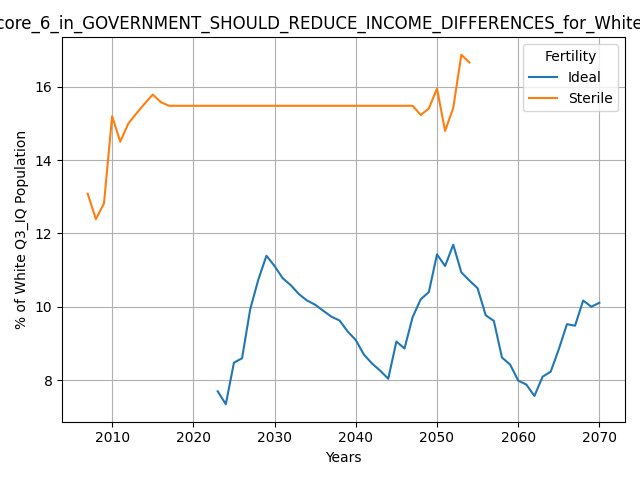 core_6_in_GOVERNMENT_SHOULD_REDUCE_INCOME_DIFFERENCES_for_White
Fertility
Ideal
Sterile
% of White Q3_IQ Population
16
14
12
10
8
2010 2020 2030 2040 2050 2060 2070
Years